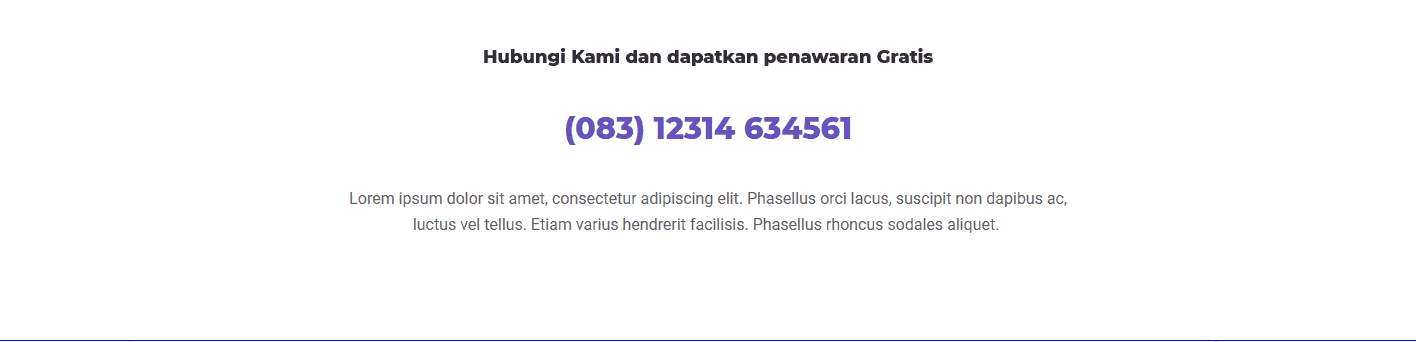 Hubungi Kami dan dapatkan penawaran Gratis
(083) 12314 634561
Lorem ipsum dolor sit amet, consectetur adipiscing elit. Phasellus orci lacus, suscipit non dapibus ac,
luctus vel tellus. Etiam varius hendrerit facilisis. Phasellus rhoncus sodales aliquet.